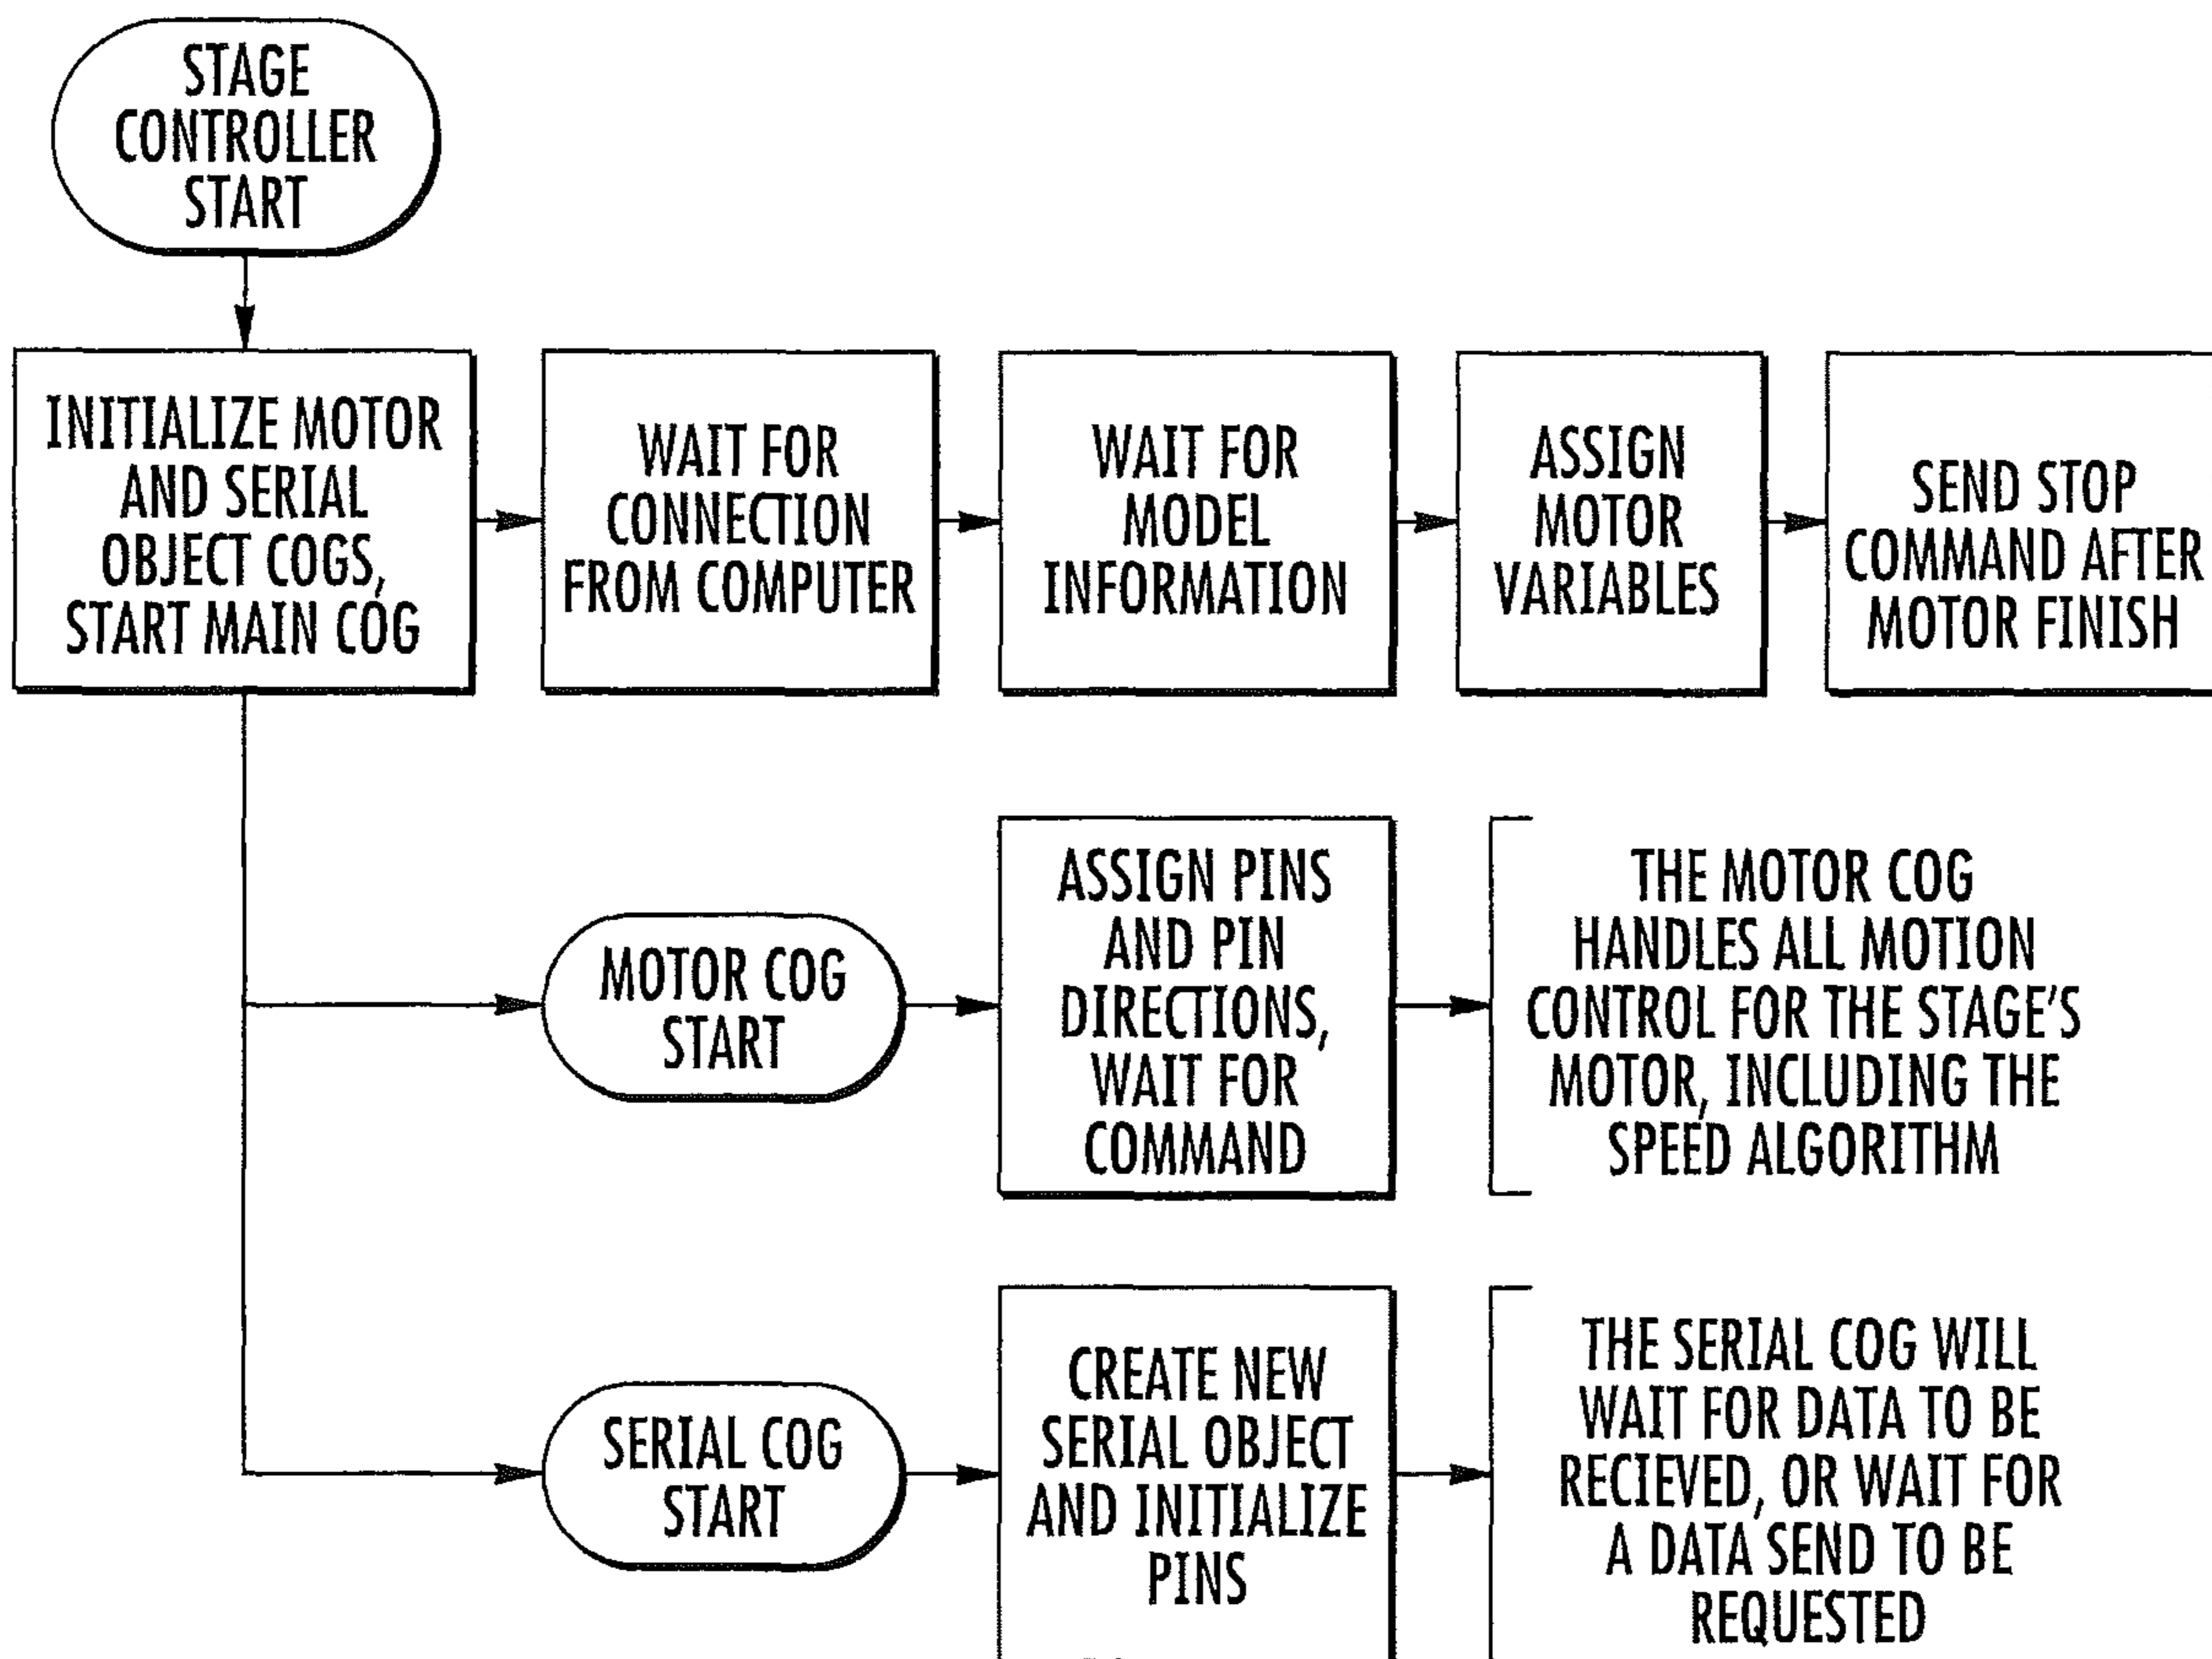 STAGE
CONTROLLER
START
INITIALIZE MOTOR
AND SERIAL
OBJECT COGS,
START MAIN COG
WAIT FOR
CONNECTION
FROM COMPUTER
WAIT FOR
MODEL
INFORMATION
ASSIGN
MOTOR
VARIABLES
SEND STOP
COMMAND AFTER
MOTOR FINISH
MOTOR COG
START
ASSIGN PINS
AND PIN
DIRECTIONS,
WAIT FOR
COMMAND
THE MOTOR COG
HANDLES ALL MOTION
CONTROL FOR THE STAGE'S
MOTOR, INCLUDING THE
SPEED ALGORITHM
SERIAL COG
START
CREATE NEW
SERIAL OBJECT
AND INITIALIZE
PINS
THE SERIAL COG WILL
WAIT FOR DATA TO BE
RECIEVED, OR WAIT FOR
A DATA SEND TO BE
REQUESTED